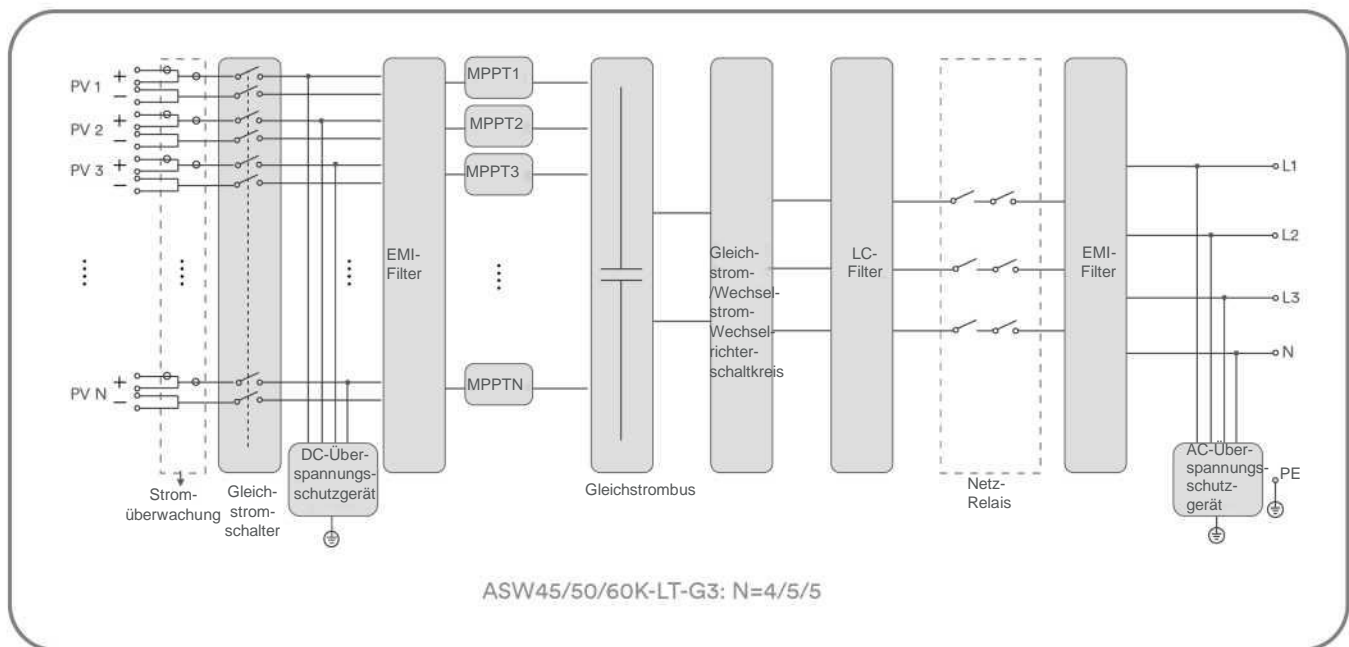 PV 1
+
−
PV 2
+
−
PV 3
+
−
PV N
+
−
Strom-
überwachung
Gleich-
strom-
schalter
DC-Über-
spannungs-
schutzgerät
EMI-
Filter
MPPT1
MPPT2
MPPT3
MPPTN
Gleichstrombus
Gleich-
strom-
/Wechsel-
strom-
Wechsel-
richter-
schaltkreis
LC-
Filter
Netz-
Relais
EMI-
Filter
L1
L2
L3
N
AC-Über-
spannungs-
schutz-
gerät
PE
ASW45/50/60K-LT-G3: N=4/5/5